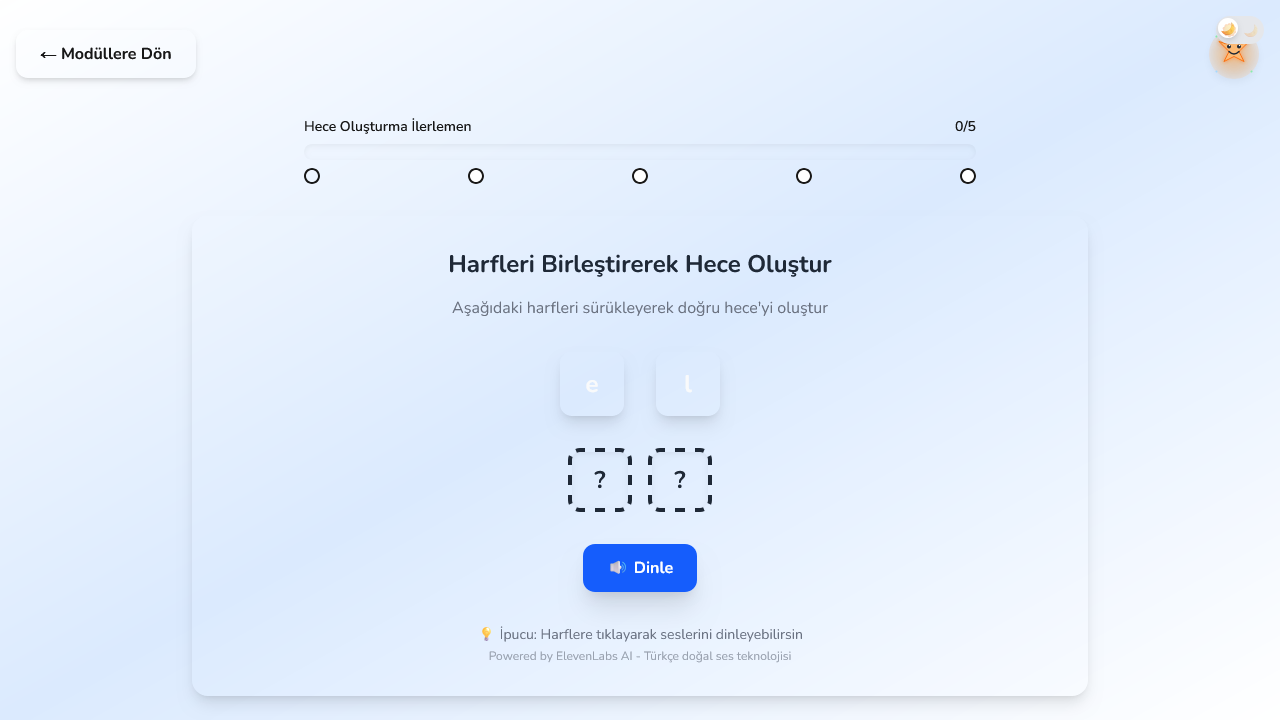 ← Modüllere Dön
Hece Oluşturma İlerlemen 0/5
Harfleri Birleştirerek Hece Oluştur
Aşağıdaki harfleri sürükleyerek doğru hece'yi oluştur
e l
? ?
Dinle
İpucu: Harflere tıklayarak seslerini dinleyebilirsin
Powered by ElevenLabs AI - Türkçe doğal ses teknolojisi